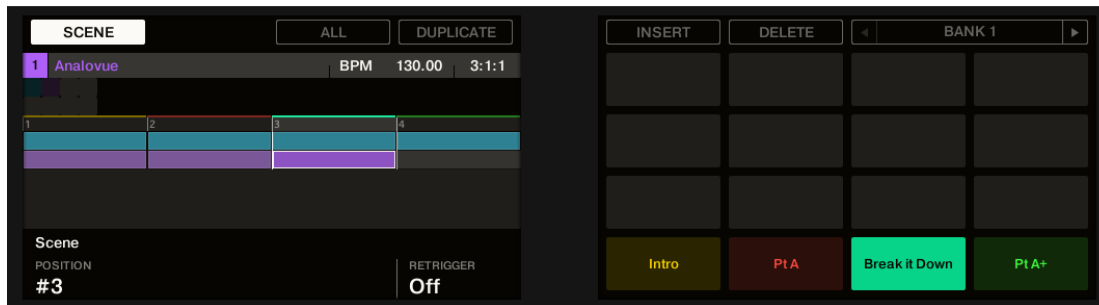 SCENE ALL DUPLICATE
1 Analovue BPM 130.00 3:1:1
1 2 3 4
Scene
POSITION RETRIGGER
#3 Off
INSERT DELETE BANK 1
Intro Pt A Break it Down Pt A+